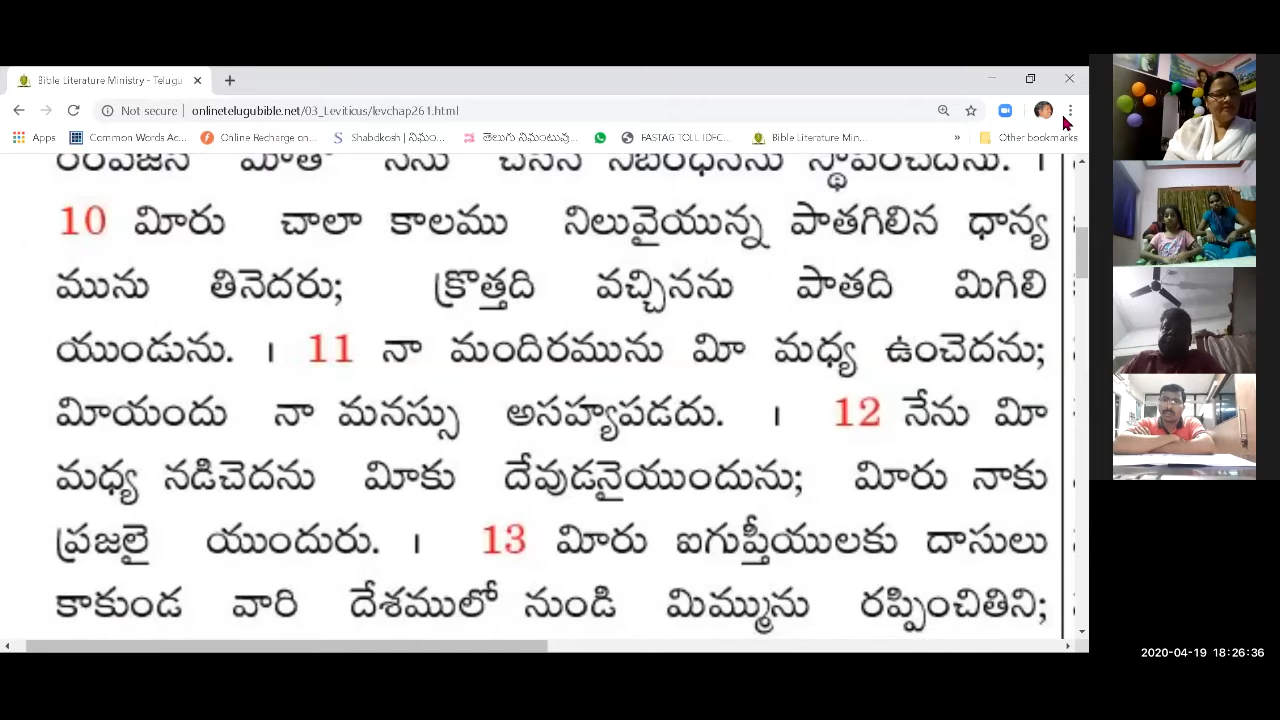 Bible Literature Ministry - Telugu
Not secure | onlinetelugubible.net/03_Leviticus/levchap261.html
Apps Common Words Ac... Online Recharge on... Shabdkosh | నిఘం... తెలుగు నిఘంటువు... FASTAG TOLL IDFC... Bible Literature Min... » Other bookmarks
మీతో నేను చేసిన నిబంధనను స్థాపించెదను. ।
10 మీరు చాలా కాలము నిలువైయున్న పాతగిలిన ధాన్య
మును తినెదరు; క్రొత్తది వచ్చినను పాతది మిగిలి
యుండును. । 11 నా మందిరమును మీ మధ్య ఉంచెదను;
మీయందు నా మనస్సు అసహ్యపడదు. । 12 నేను మీ
మధ్య నడిచెదను మీకు దేవుడనైయుందును; మీరు నాకు
ప్రజలై యుందురు. । 13 మీరు ఐగుప్తీయులకు దాసులు
కాకుండ వారి దేశములో నుండి మిమ్మును రప్పించితిని;
2020-04-19 18:26:36